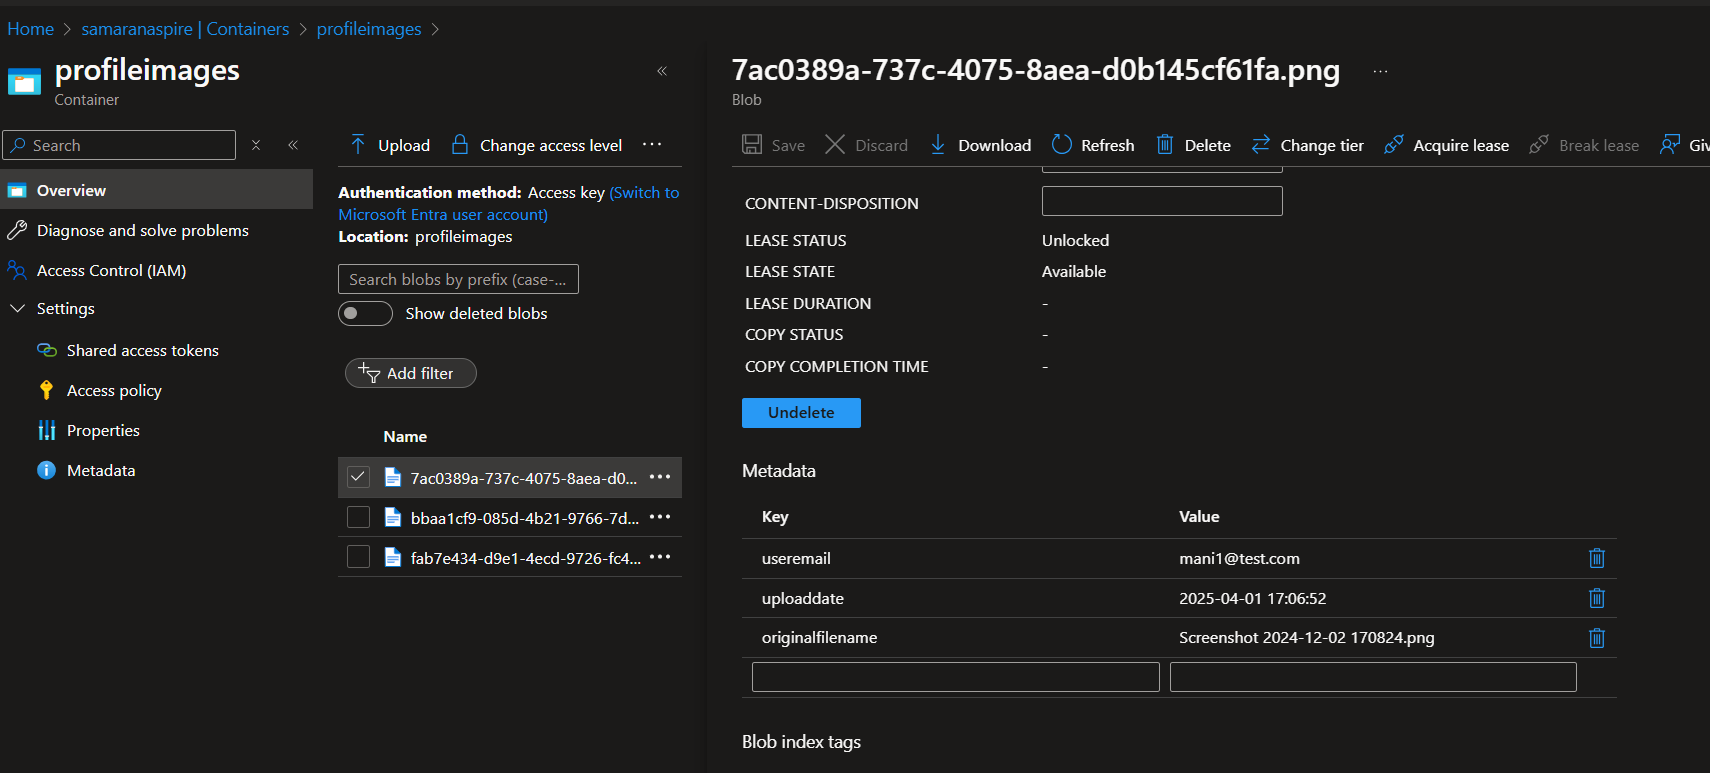 Home > samaranaspire | Containers > profileimages >
profileimages
Container
Search
Overview
Diagnose and solve problems
Access Control (IAM)
Settings
Shared access tokens
Access policy
Properties
Metadata
Upload
Change access level
Authentication method: Access key (Switch to
Microsoft Entra user account)
Location: profileimages
Search blobs by prefix (case-...
Show deleted blobs
Add filter
Name
7ac0389a-737c-4075-8aea-d0...
bbaa1cf9-085d-4b21-9766-7d...
fab7e434-d9e1-4ecd-9726-fc4...
7ac0389a-737c-4075-8aea-d0b145cf61fa.png
Blob
Save
Discard
Download
Refresh
Delete
Change tier
Acquire lease
Break lease
Giv
CONTENT-DISPOSITION
LEASE STATUS Unlocked
LEASE STATE Available
LEASE DURATION -
COPY STATUS -
COPY COMPLETION TIME -
Undelete
Metadata
Key Value
useremail mani1@test.com
uploaddate 2025-04-01 17:06:52
originalfilename Screenshot 2024-12-02 170824.png
Blob index tags